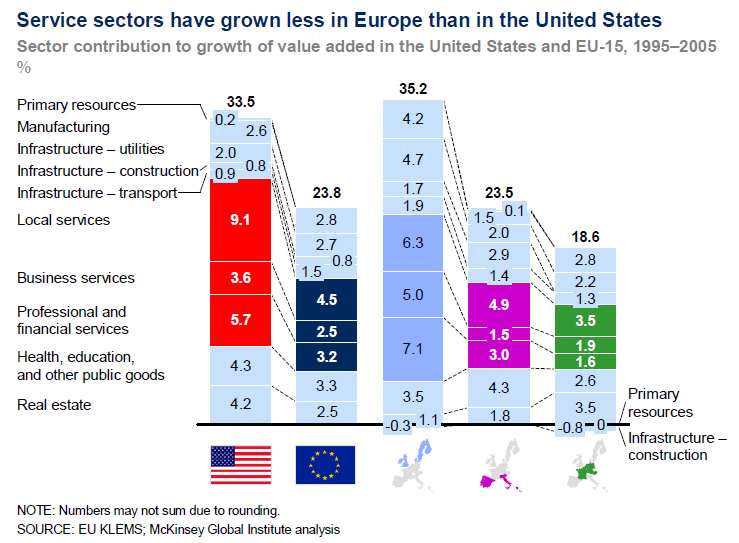 Service sectors have grown less in Europe than in the United States
Sector contribution to growth of value added in the United States and EU-15, 1995–2005
%
33.5
23.8
35.2
23.5
18.6
Primary resources
Manufacturing
Infrastructure – utilities
Infrastructure – construction
Infrastructure – transport
Local services
Business services
Professional and
financial services
Health, education,
and other public goods
Real estate
0.2
2.6
2.0
0.8
0.9
9.1
3.6
5.7
4.3
4.2
2.8
2.7
0.8
1.5
4.5
2.5
3.2
3.3
2.5
4.2
4.7
1.7
1.9
6.3
5.0
7.1
3.5
1.1
-0.3
0.1
1.5
2.0
2.9
1.4
4.9
1.5
3.0
4.3
1.8
2.8
2.2
1.3
3.5
1.9
1.6
2.6
3.5
0
-0.8
Primary
resources
Infrastructure –
construction
NOTE: Numbers may not sum due to rounding.
SOURCE: EU KLEMS; McKinsey Global Institute analysis